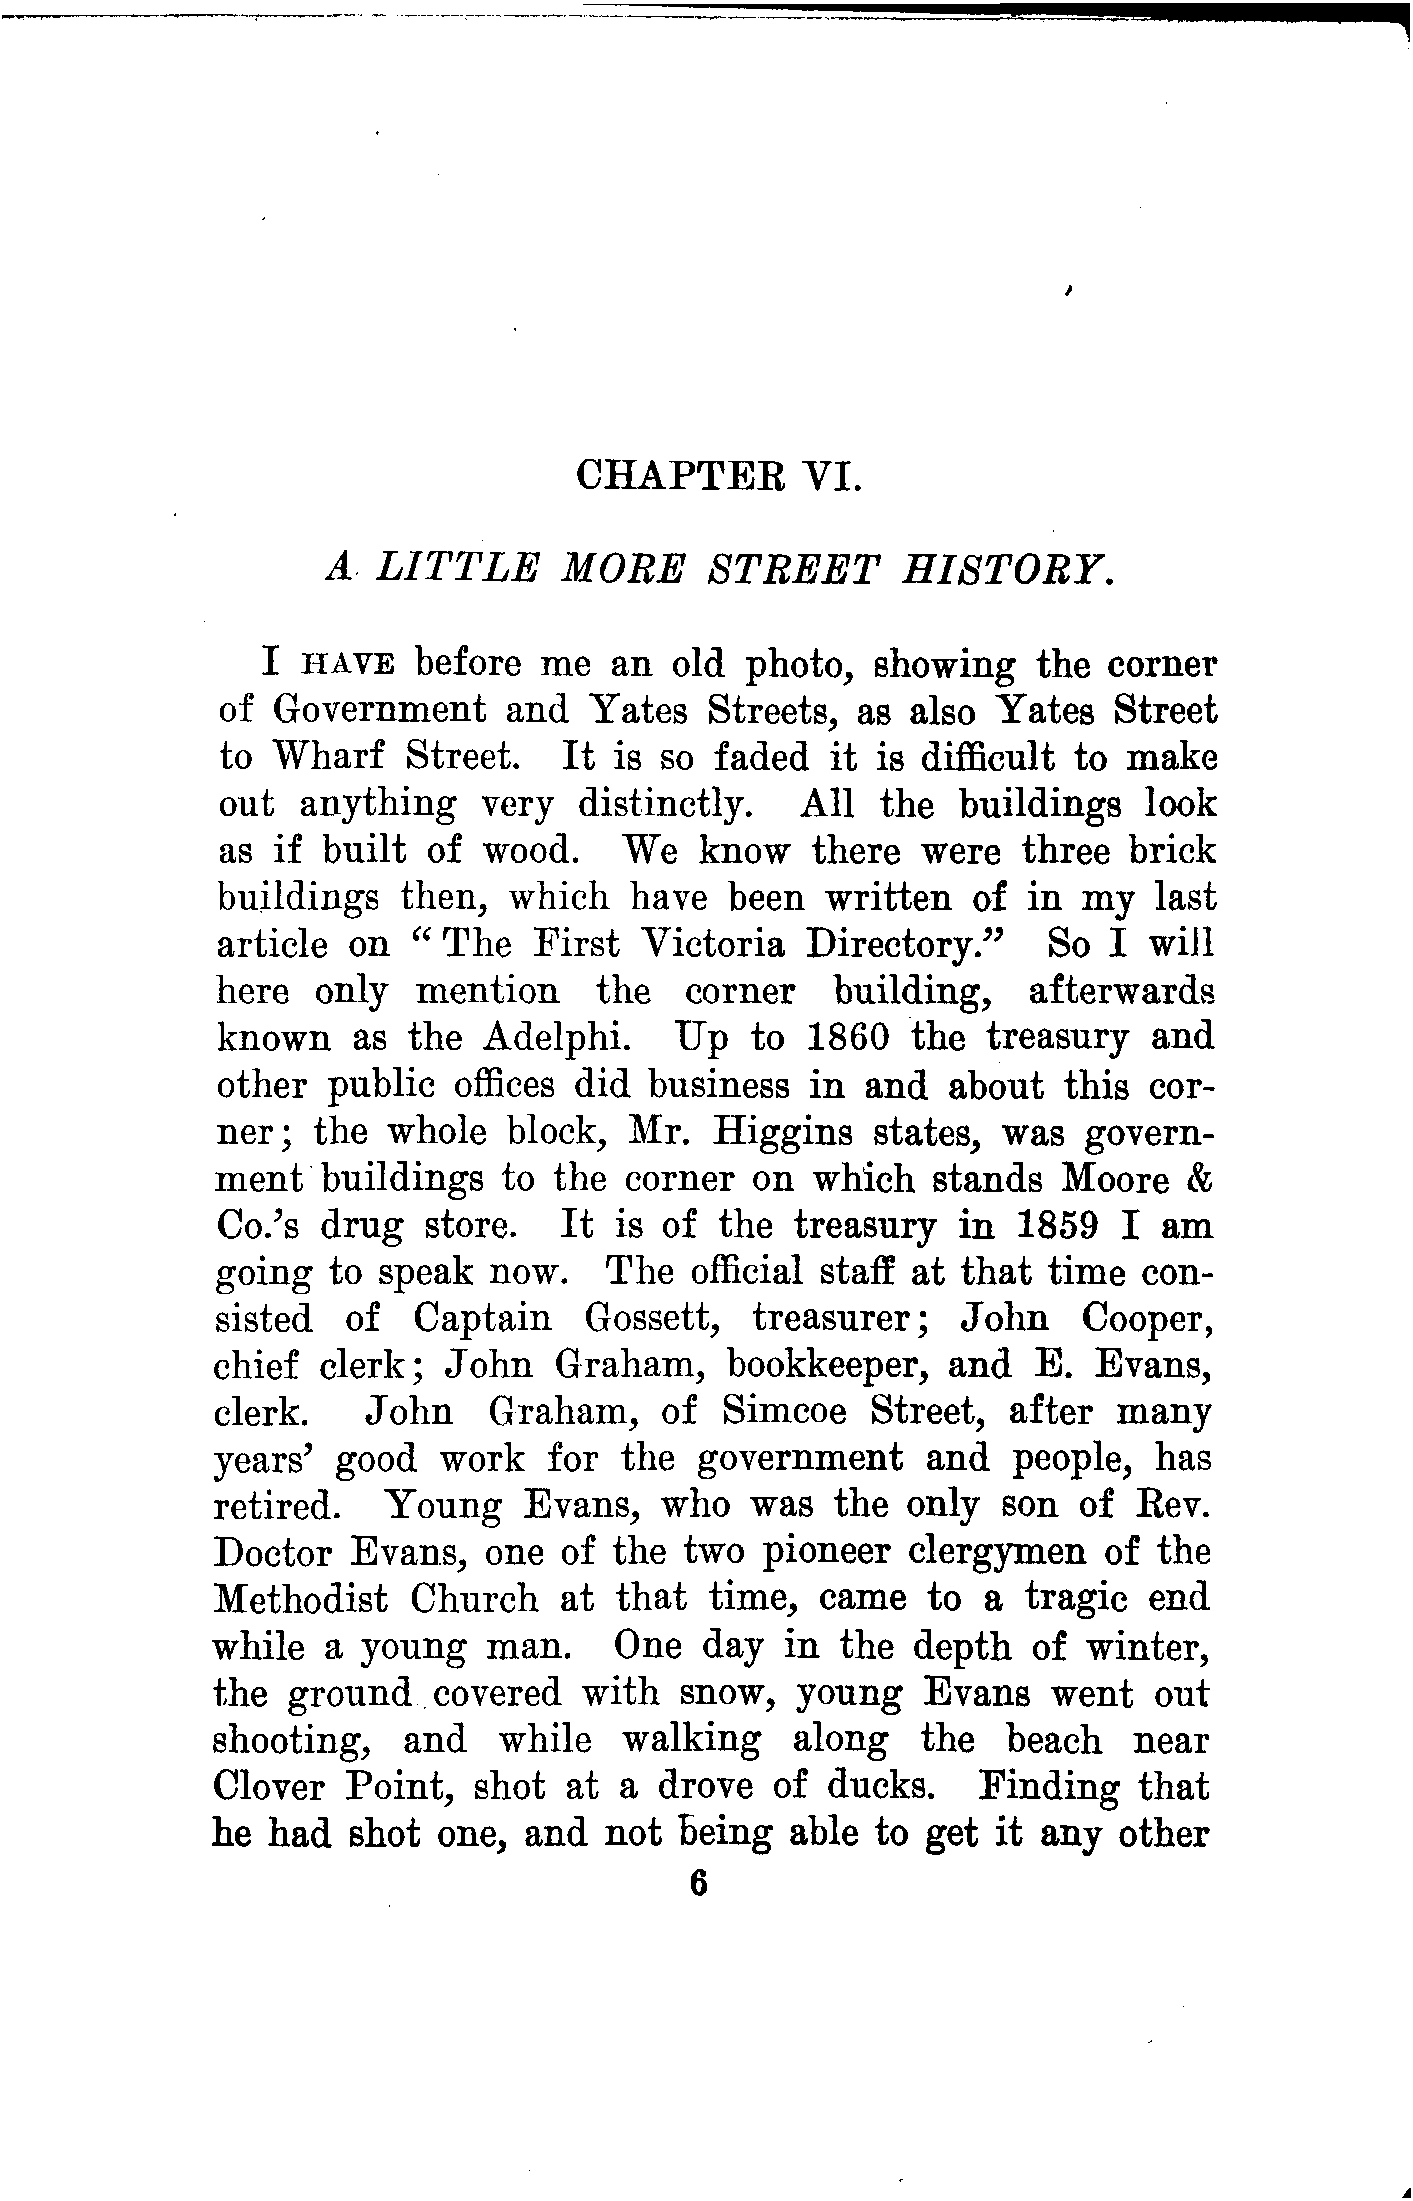 CHAPTER VI.
A LITTLE MORE STREET HISTORY.
I HAVE before me an old photo, showing the corner
of Government and Yates Streets, as also Yates Street
to Wharf Street. It is so faded it is difficult to make
out anything very distinctly. All the buildings look
as if built of wood. We know there were three brick
buildings then, which have been written of in my last
article on “ The First Victoria Directory.” So I will
here only mention the corner building, afterwards
known as the Adelphi. Up to 1860 the treasury and
other public offices did business in and about this cor-
ner; the whole block, Mr. Higgins states, was govern-
ment buildings to the corner on which stands Moore &
Co.’s drug store. It is of the treasury in 1859 I am
going to speak now. The official staff at that time con-
sisted of Captain Gossett, treasurer; John Cooper,
chief clerk; John Graham, bookkeeper, and E. Evans,
clerk. John Graham, of Simcoe Street, after many
years’ good work for the government and people, has
retired. Young Evans, who was the only son of Rev.
Doctor Evans, one of the two pioneer clergymen of the
Methodist Church at that time, came to a tragic end
while a young man. One day in the depth of winter,
the ground covered with snow, young Evans went out
shooting, and while walking along the beach near
Clover Point, shot at a drove of ducks. Finding that
he had shot one, and not being able to get it any other
6